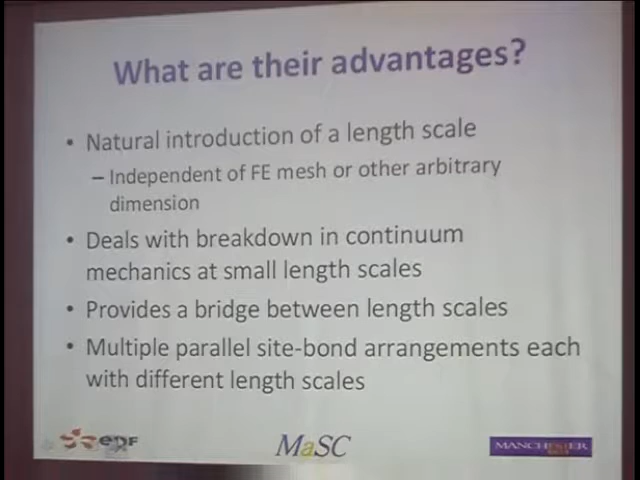 What are their advantages?
• Natural introduction of a length scale
– Independent of FE mesh or other arbitrary
dimension
• Deals with breakdown in continuum
mechanics at small length scales
• Provides a bridge between length scales
• Multiple parallel site-bond arrangements each
with different length scales
eDF
MaSC
MANCHESTER